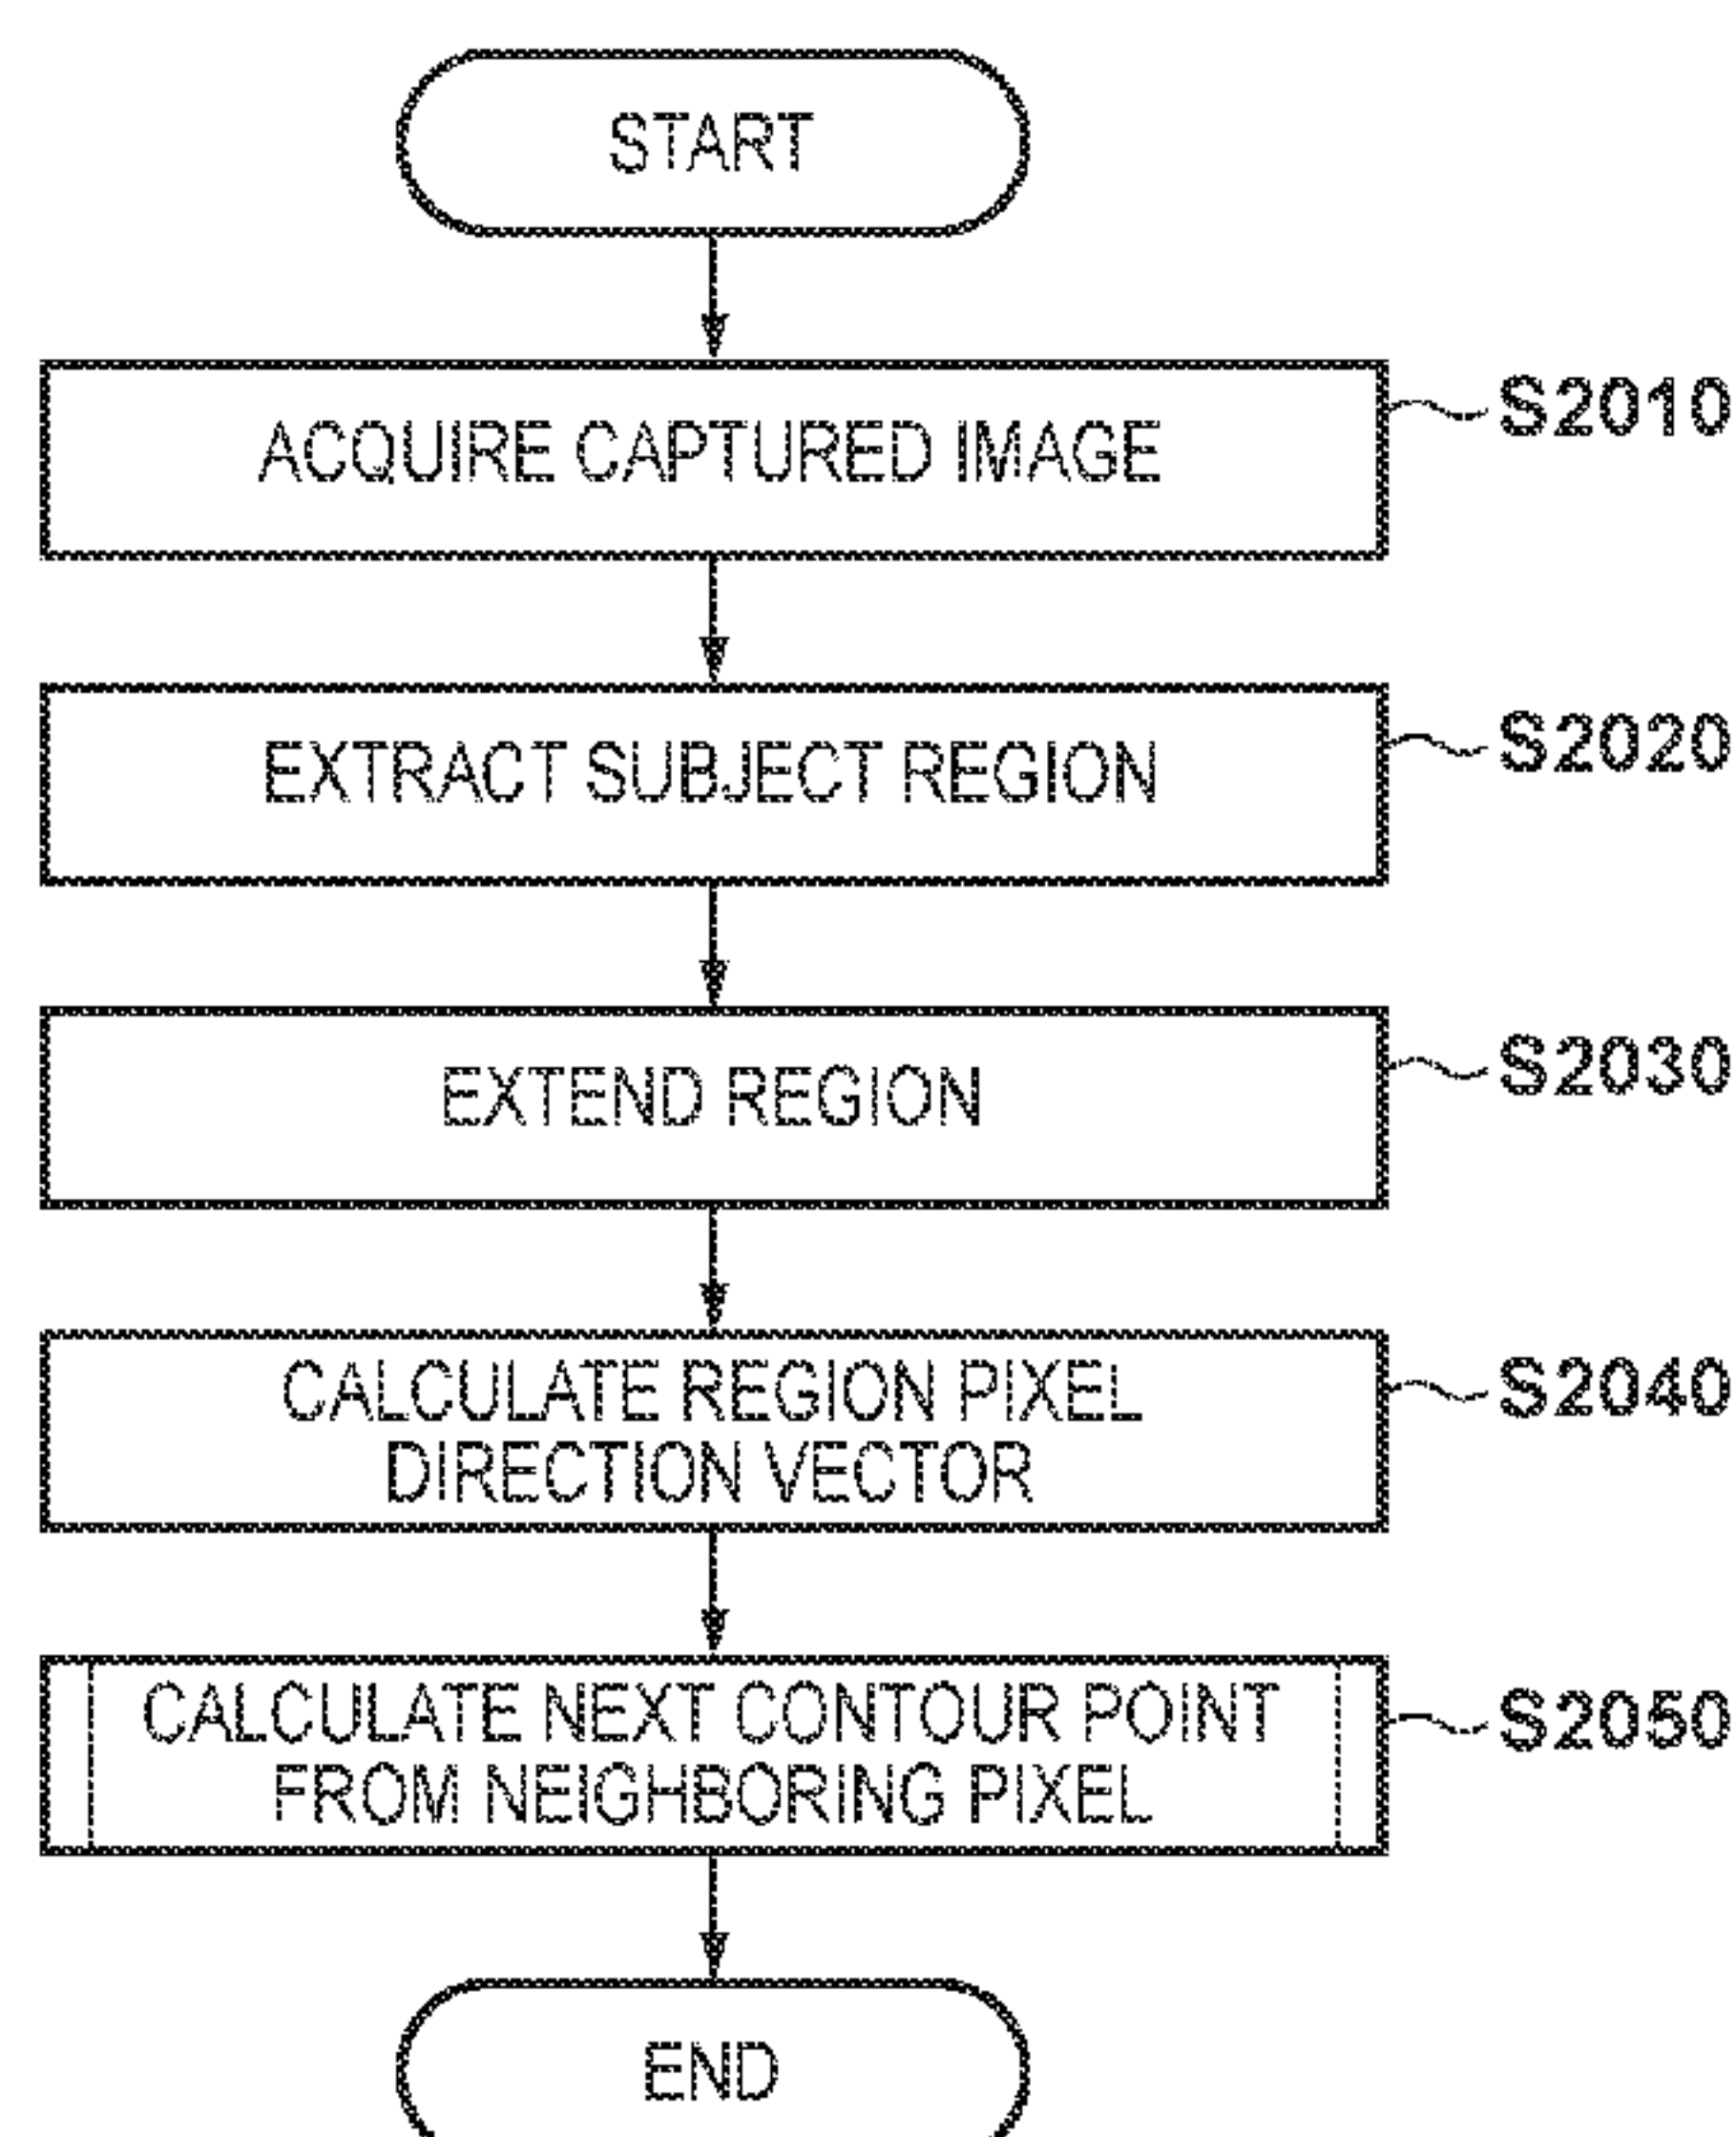 START
ACQUIRE CAPTURED IMAGE
S2010
EXTRACT SUBJECT REGION
S2020
EXTEND REGION
S2030
CALCULATE REGION PIXEL
DIRECTION VECTOR
S2040
CALCULATE NEXT CONTOUR POINT
FROM NEIGHBORING PIXEL
S2050
END